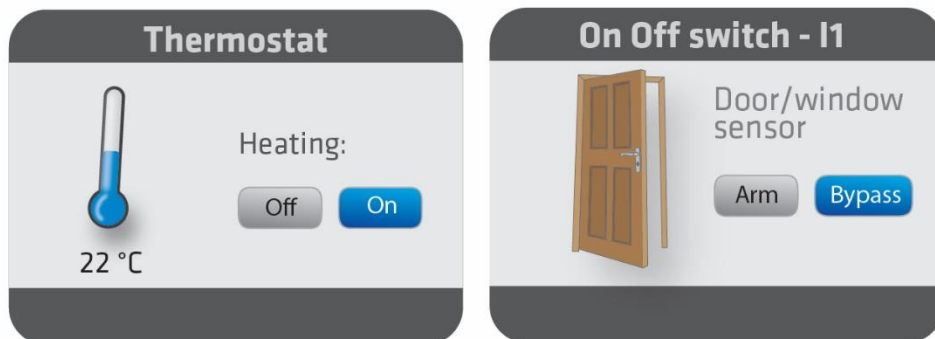 Thermostat
Heating:
Off
On
22 °C
On Off switch - I1
Door/window
sensor
Arm
Bypass